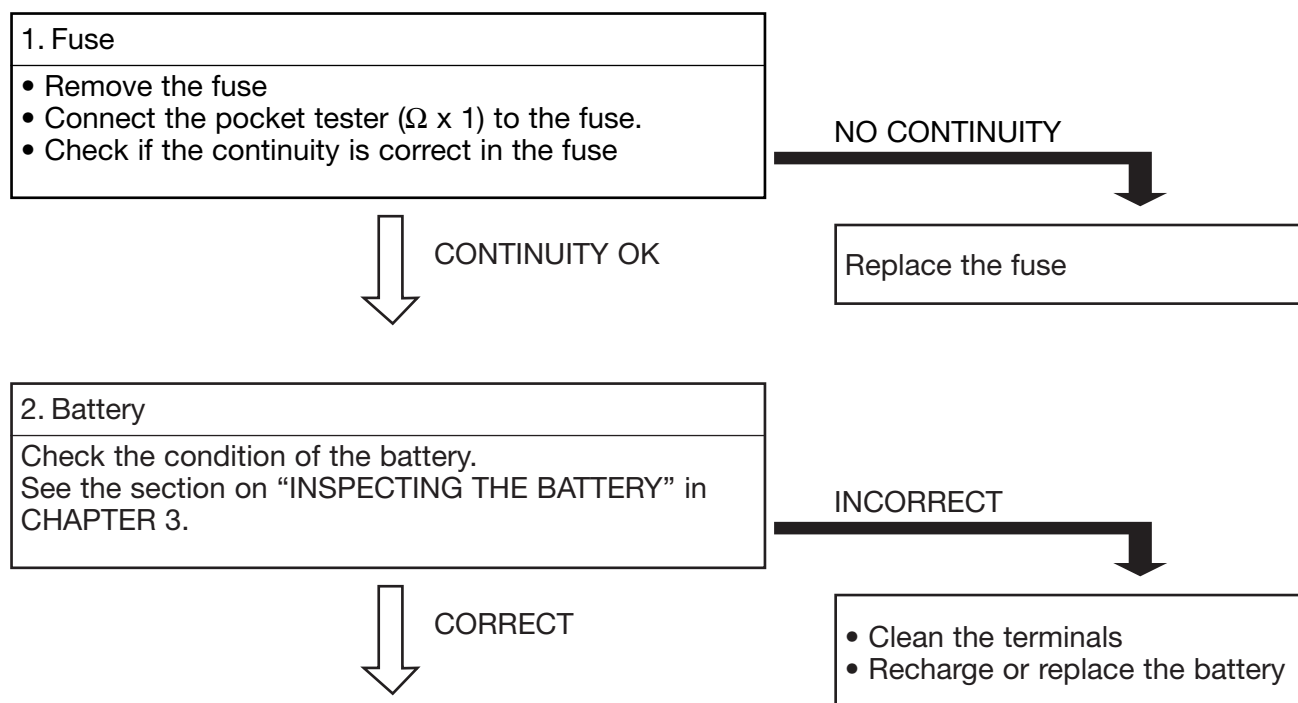 1. Fuse
• Remove the fuse
• Connect the pocket tester (Ω x 1) to the fuse.
• Check if the continuity is correct in the fuse
NO CONTINUITY
Replace the fuse
CONTINUITY OK
2. Battery
Check the condition of the battery.
See the section on “INSPECTING THE BATTERY” in
CHAPTER 3.
INCORRECT
• Clean the terminals
• Recharge or replace the battery
CORRECT